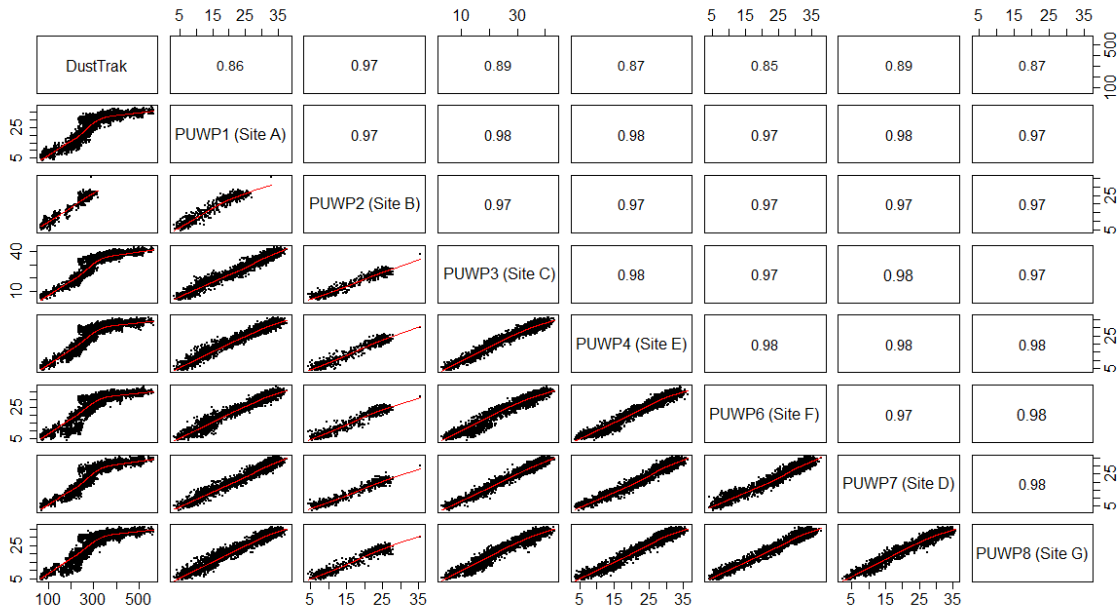 5 15 25 35
10 30
5 15 25 35
5 15 25 35
DustTrak 0.86 0.97 0.89 0.87 0.85 0.89 0.87
100 500
5 25
PUWP1 (Site A) 0.97 0.98 0.98 0.97 0.98 0.97
PUWP2 (Site B) 0.97 0.97 0.97 0.97 0.97
5 25
10 40
PUWP3 (Site C) 0.98 0.97 0.98 0.97
PUWP4 (Site E) 0.98 0.98 0.98
5 25
5 25
PUWP6 (Site F) 0.97 0.98
PUWP7 (Site D) 0.98
5 25
5 25
PUWP8 (Site G)
100 300 500
5 15 25 35
5 15 25 35
5 15 25 35